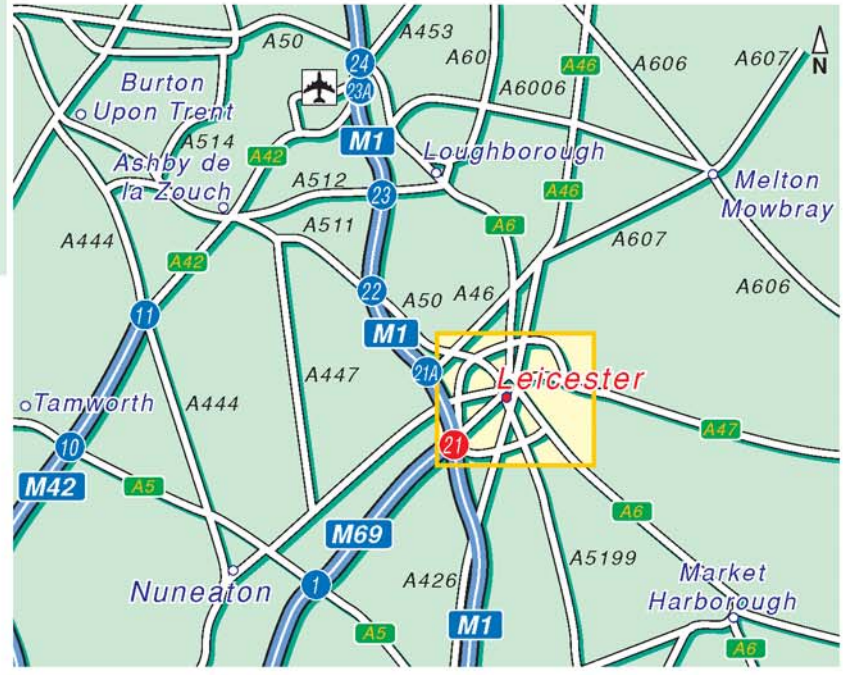 A50
A453
A60
A46
A606
A607
N
24
23A
A6006
Burton
Upon Trent
M1
A514
A42
Loughborough
Ashby de
la Zouch
A512
23
A46
Melton
Mowbray
A444
A511
A6
A607
A42
22
A50
A46
A606
11
M1
21A
Leicester
A447
Tamworth
A444
A47
10
21
M42
A5
A6
M69
A5199
Nuneaton
1
A426
Market
Harborough
A5
M1
A6